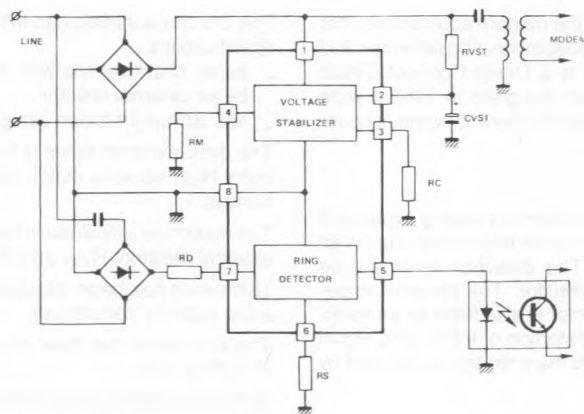 LINE
MODEM
1
RVST
2
VOLTAGE
STABILIZER
4
+
CVST
3
RM
RC
8
RD
7
RING
DETECTOR
5
6
RS